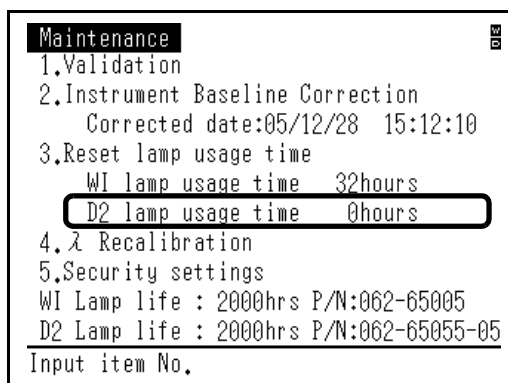 Maintenance
W
D
1.Validation
2.Instrument Baseline Correction
Corrected date:05/12/28 15:12:10
3.Reset lamp usage time
WI lamp usage time 32hours
D2 lamp usage time 0hours
4.λ Recalibration
5.Security settings
WI Lamp life : 2000hrs P/N:062-65005
D2 Lamp life : 2000hrs P/N:062-65055-05
Input item No.